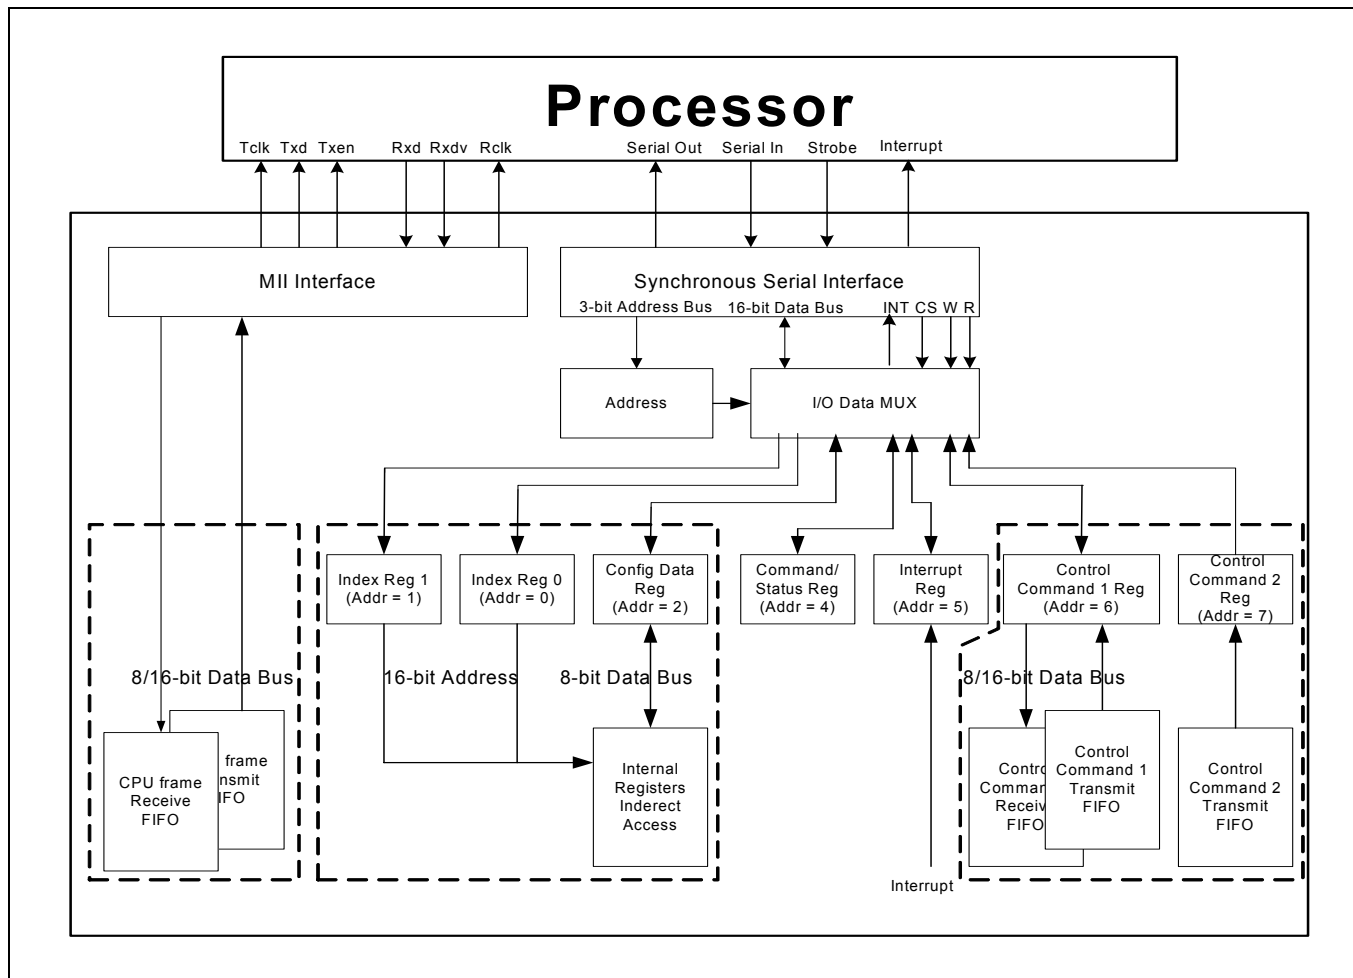 Processor
Tclk Txd Txen Rxd Rxdv Rclk Serial Out Serial In Strobe Interrupt
MII Interface
Synchronous Serial Interface
3-bit Address Bus 16-bit Data Bus INT CS W R
Address
I/O Data MUX
Index Reg 1
(Addr = 1)
Index Reg 0
(Addr = 0)
Config Data
Reg
(Addr = 2)
Command/
Status Reg
(Addr = 4)
Interrupt
Reg
(Addr = 5)
Control
Command 1 Reg
(Addr = 6)
Control
Command 2
Reg
(Addr = 7)
8/16-bit Data Bus
16-bit Address
8-bit Data Bus
8/16-bit Data Bus
CPU frame
Receive
FIFO
frame
Internal
Registers
Inderect
Access
Command
Control
Command 1
Transmit
FIFO
Control
Command 2
Transmit
FIFO
Interrupt